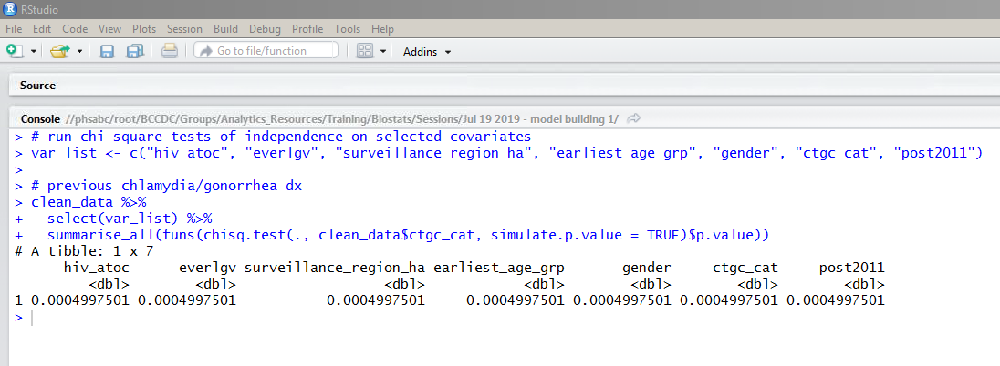 RStudio
File Edit Code View Plots Session Build Debug Profile Tools Help
Go to file/function Addins
Source
Console //phsabc/root/BCCDC/Groups/Analytics_Resources/Training/Biostats/Sessions/Jul 19 2019 - model building 1/
> # run chi-square tests of independence on selected covariates
> var_list <- c("hiv_atoc", "everlgv", "surveillance_region_ha", "earliest_age_grp", "gender", "ctgc_cat", "post2011")
>
> # previous chlamydia/gonorrhea dx
> clean_data %>%
+   select(var_list) %>%
+   summarise_all(funs(chisq.test(., clean_data$ctgc_cat, simulate.p.value = TRUE)$p.value))
# A tibble: 1 x 7
      hiv_atoc      everlgv surveillance_region_ha earliest_age_grp       gender     ctgc_cat     post2011
         <dbl>        <dbl>                  <dbl>            <dbl>        <dbl>        <dbl>        <dbl>
1 0.0004997501 0.0004997501           0.0004997501     0.0004997501 0.0004997501 0.0004997501 0.0004997501
>